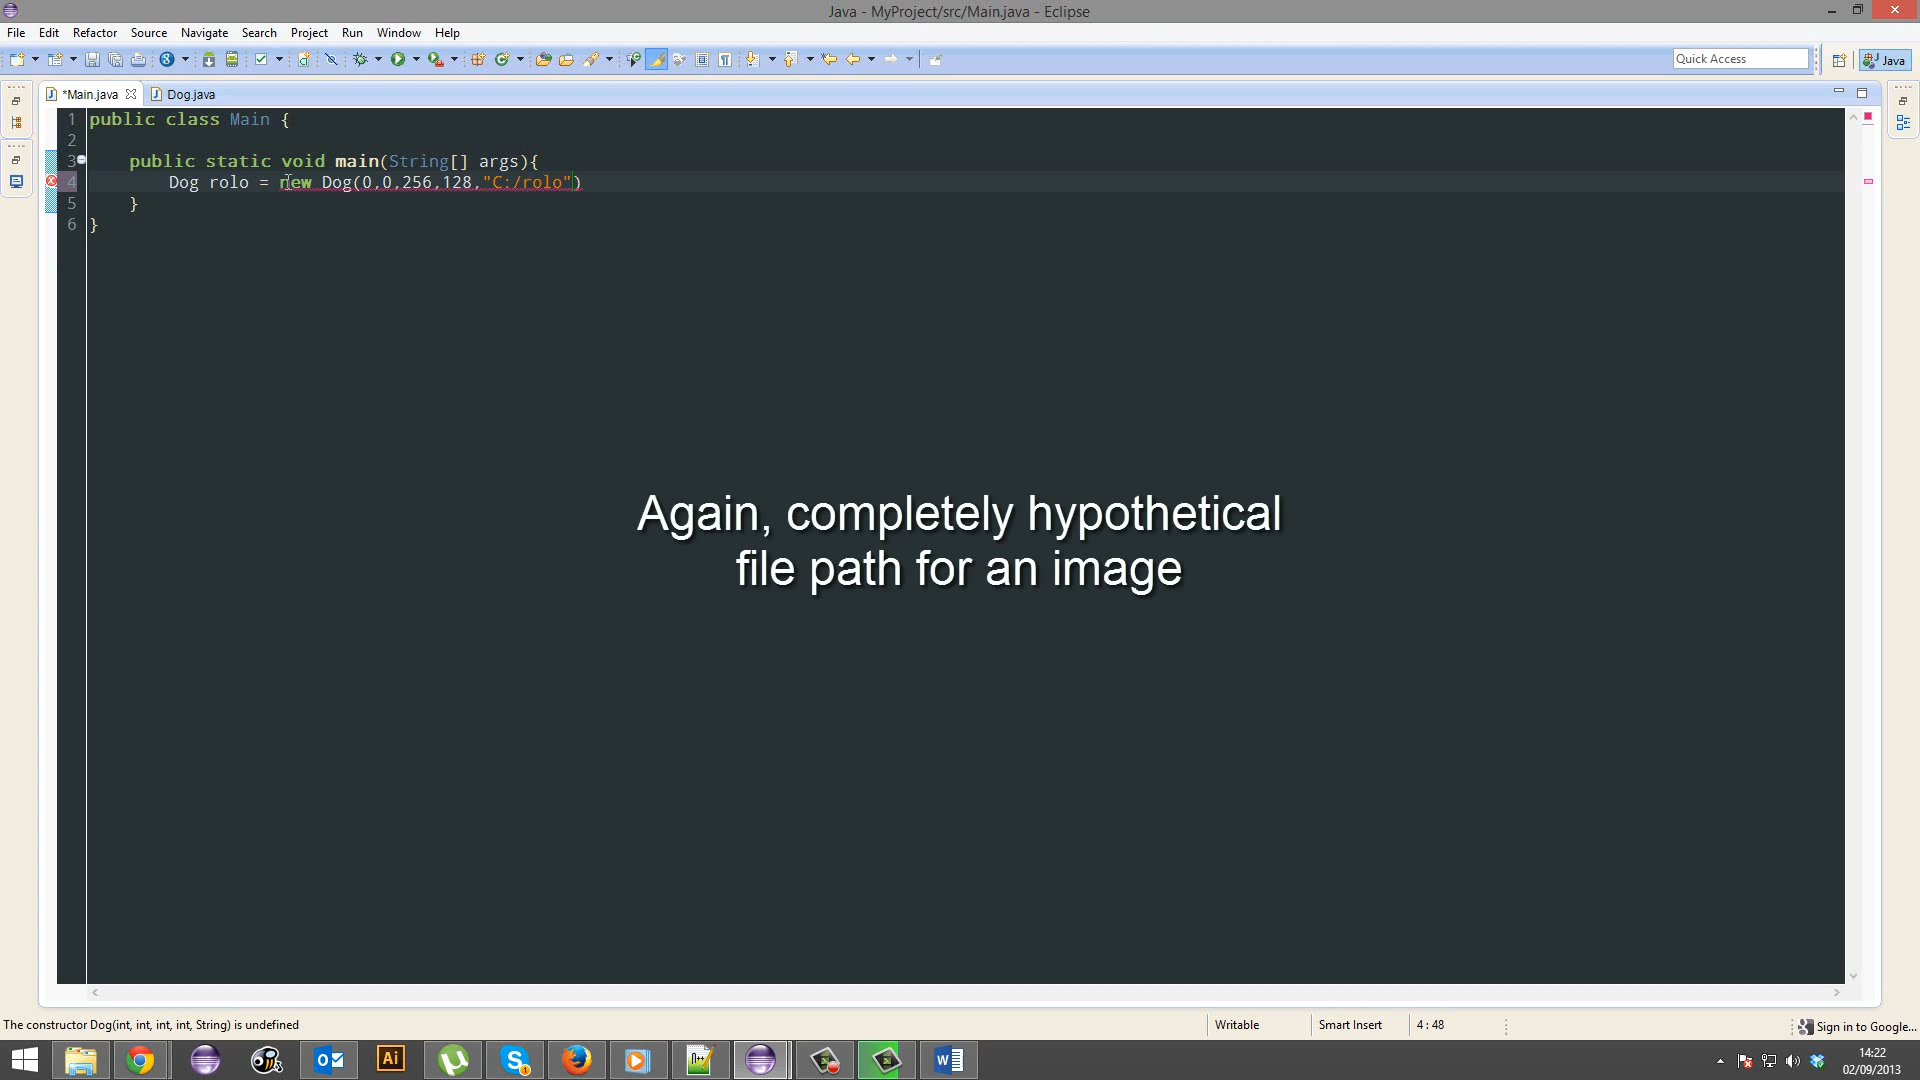 Java - MyProject/src/Main.java - Eclipse
File Edit Refactor Source Navigate Search Project Run Window Help
Quick Access
Java
*Main.java Dog.java
1 public class Main {
2
3 public static void main(String[] args){
4 Dog rolo = new Dog(0,0,256,128,"C:/rolo")
5 }
6 }
Again, completely hypothetical
file path for an image
The constructor Dog(int, int, int, int, String) is undefined
Writable
Smart Insert
4 : 48
Sign in to Google...
14:22
02/09/2013